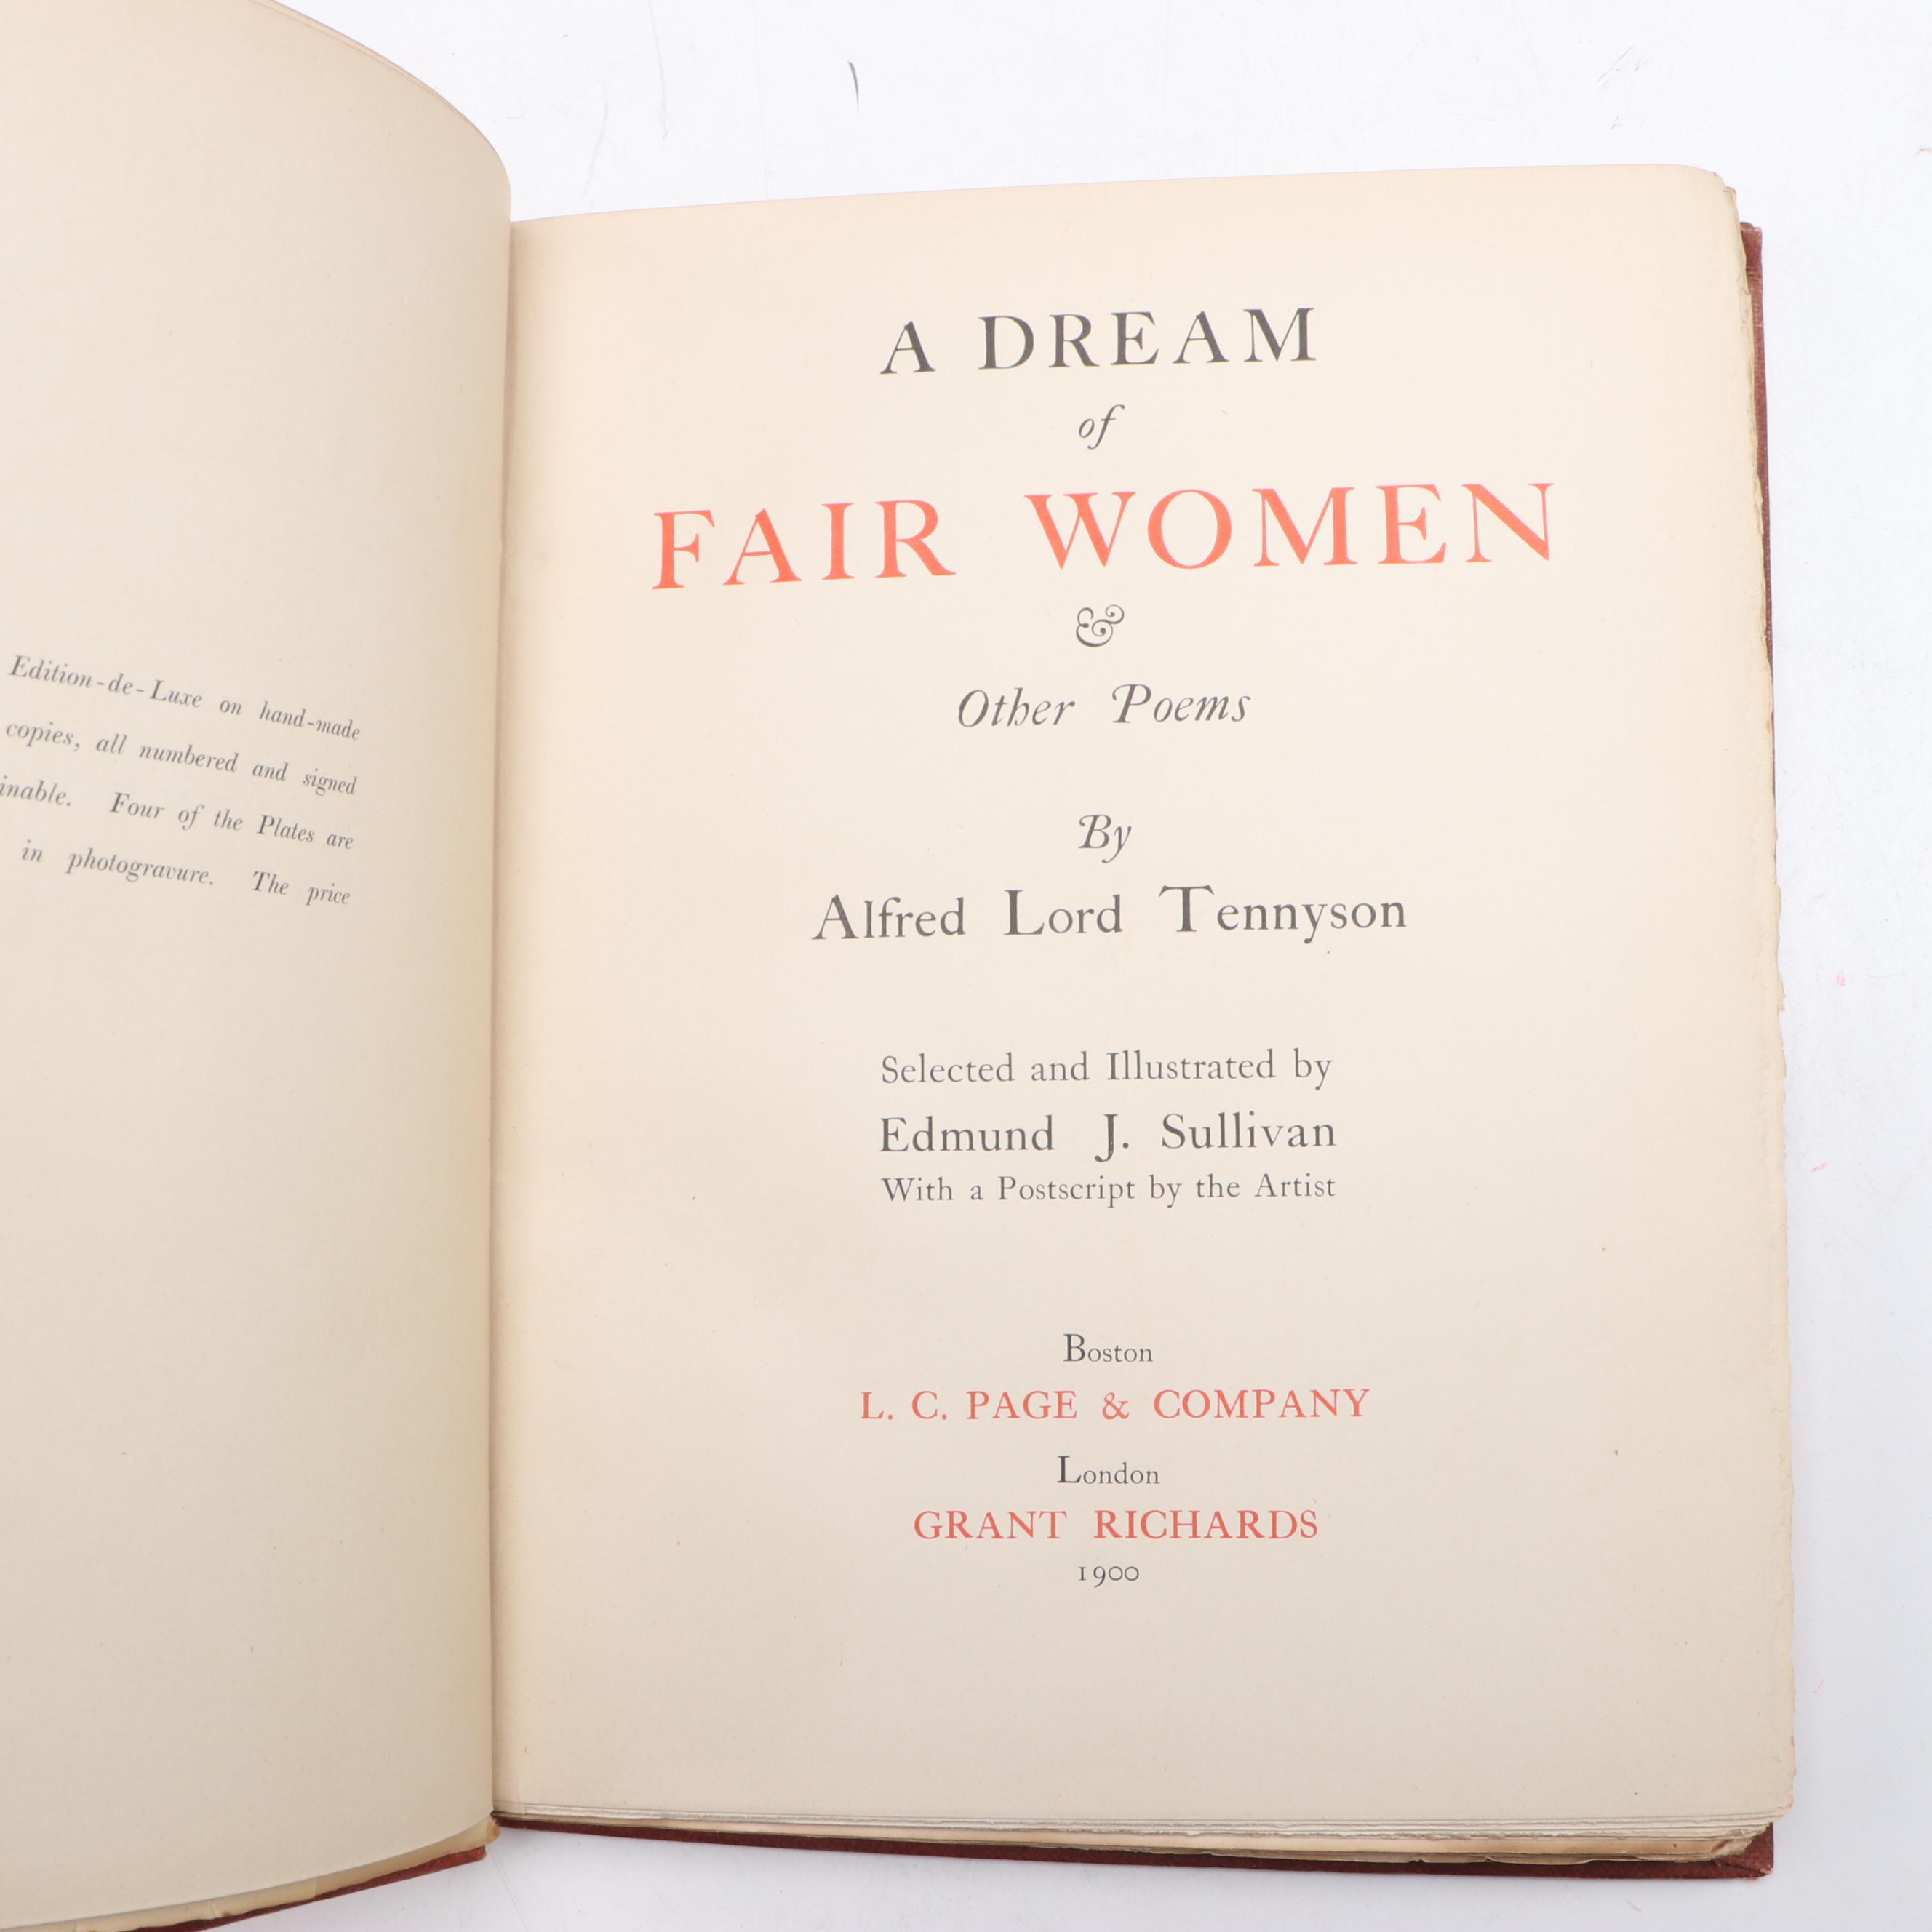 Edition-de-Luxe on hand-made
copies, all numbered and signed
Four of the Plates are
in photogravure. The price
A DREAM
of
FAIR WOMEN
&
Other Poems
By
Alfred Lord Tennyson
Selected and Illustrated by
Edmund J. Sullivan
With a Postscript by the Artist
Boston
L. C. PAGE & COMPANY
London
GRANT RICHARDS
1900